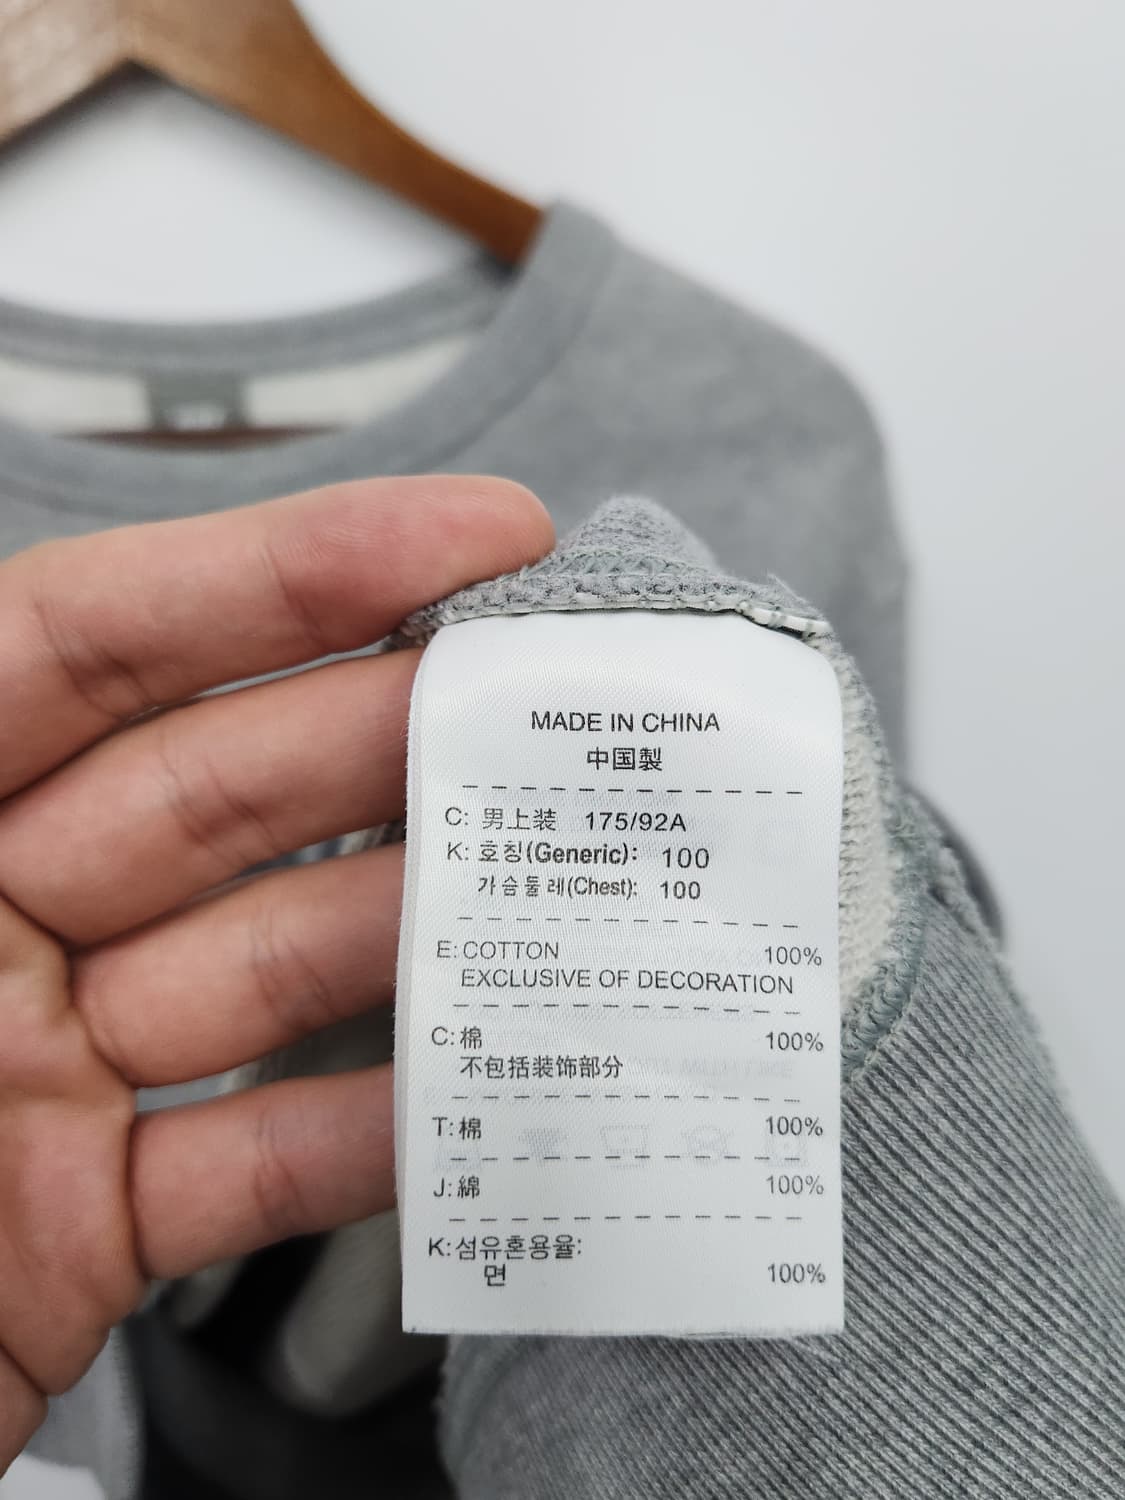 MADE IN CHINA
中国製
C: 男上装 175/92A
K: 호칭(Generic): 100
가슴둘레(Chest): 100
E: COTTON 100%
EXCLUSIVE OF DECORATION
C: 棉 100%
不包括装饰部分
T: 棉 100%
J: 綿 100%
K: 섬유혼용율:
면 100%